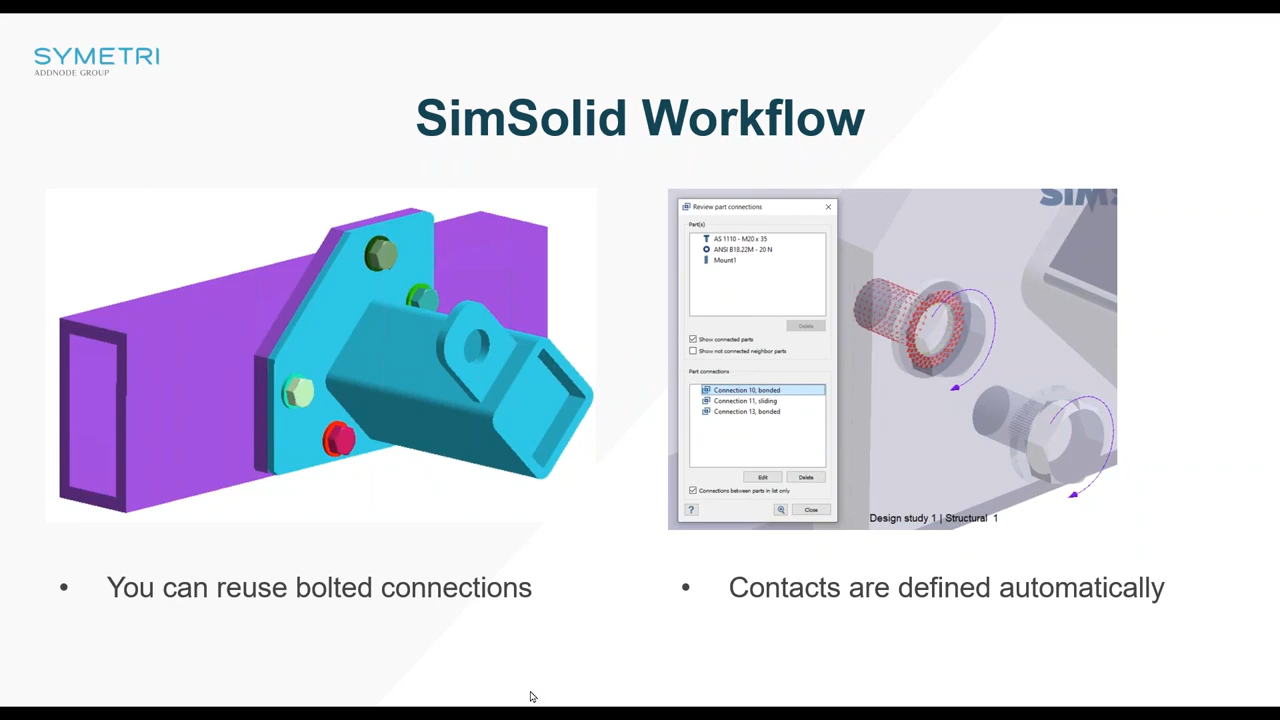 SYMETRI
ADDNODE GROUP
SimSolid Workflow
Review part connections
Part(s)
AS 1110 - M20 x 35
ANSI B18.22M - 20 N
Mount1
Delete
Show connected parts
Show not connected neighbor parts
Part connections
Connection 10, bonded
Connection 11, sliding
Connection 13, bonded
Edit Delete
Connections between parts in list only
? Close
Design study 1 | Structural 1
• You can reuse bolted connections
• Contacts are defined automatically